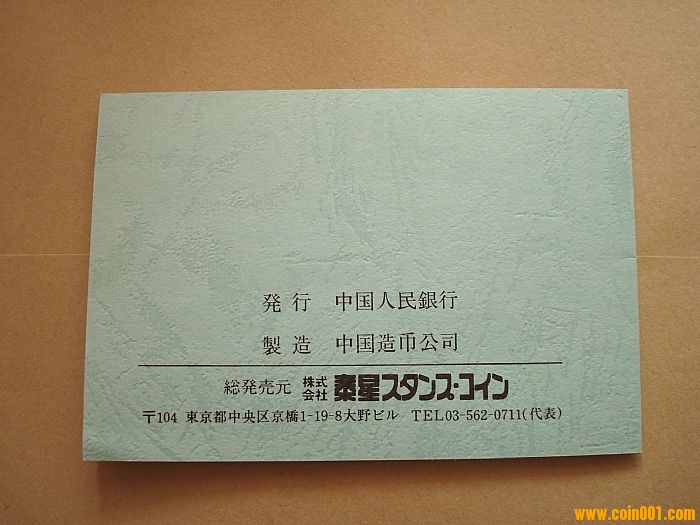 発行 中国人民銀行
製造 中国造币公司
総発売元 株式会社 泰星スタンプ・コイン
〒104 東京都中央区京橋1-19-8大野ビル TEL03-562-0711(代表)
www.coin001.com